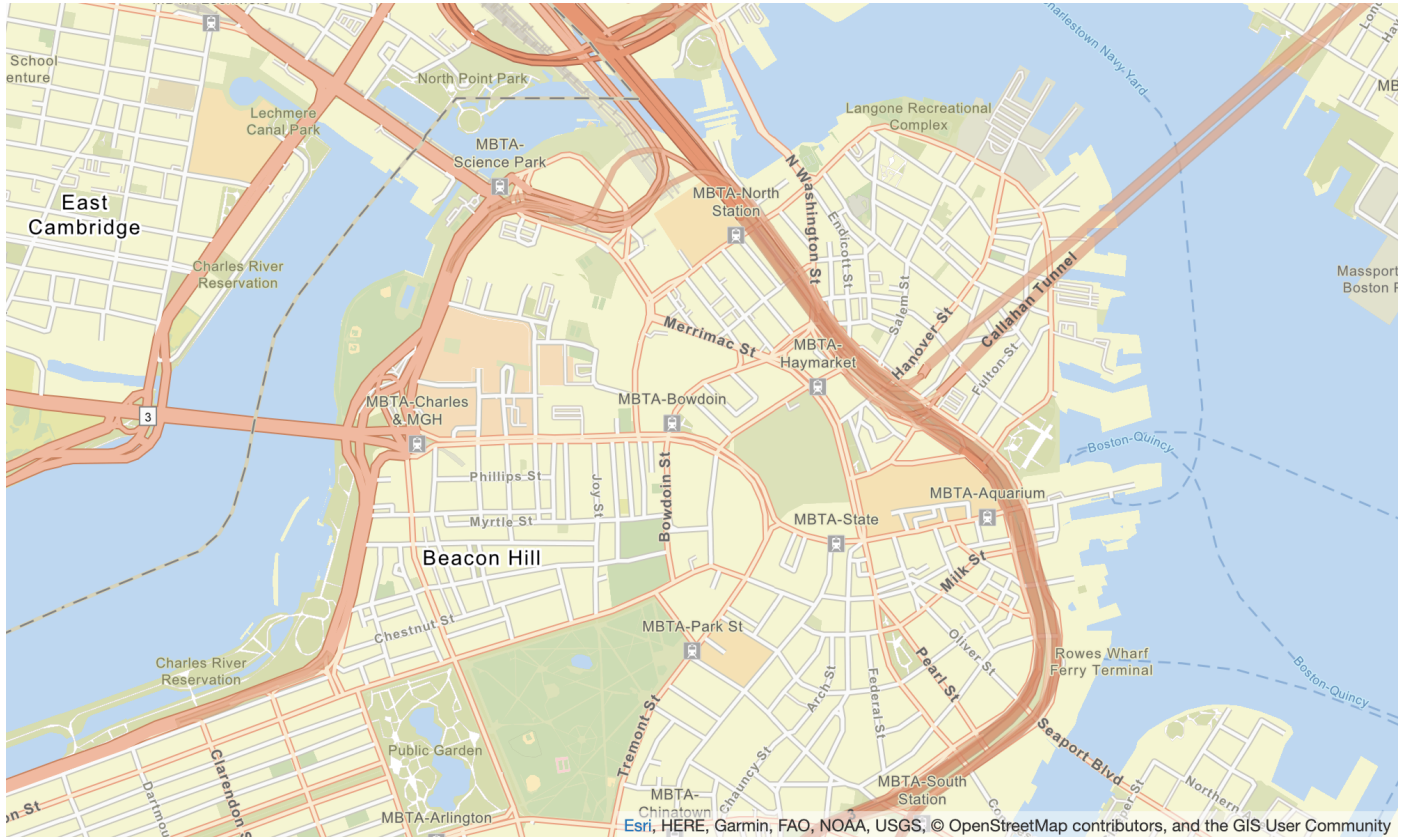 School
enture
North Point Park
Lechmere
Canal Park
MBTA-
Science Park
East
Cambridge
Charles River
Reservation
Charlestown Navy-Yard
Langone Recreational
Complex
MBTA-North
Station
N Washington St
Endicott St
Salem St
Hanover St
Callahan Tunnel
Fulton St
Massport
Boston
Merrimac St
MBTA-
Haymarket
MBTA-Charles
& MGH
MBTA-Bowdoin
3
Phillips St
Joy St
Bowdoin St
Myrtle St
Beacon Hill
Boston-Quincy
MBTA-Aquarium
MBTA-State
Milk St
Chestnut St
MBTA-Park St
Oliver St
Rowes Wharf
Ferry Terminal
Charles River
Reservation
Arch St
Federal St
Pearl St
Boston-Quincy
Tremont St
Seaport Blvd
Public Garden
Clarendon S
Dartmou
on St
Chauncy St
MBTA-South
Station
Northern
MBTA-
Chinatown
MBTA-Arlington
Esri, HERE, Garmin, FAO, NOAA, USGS, © OpenStreetMap contributors, and the GIS User Community